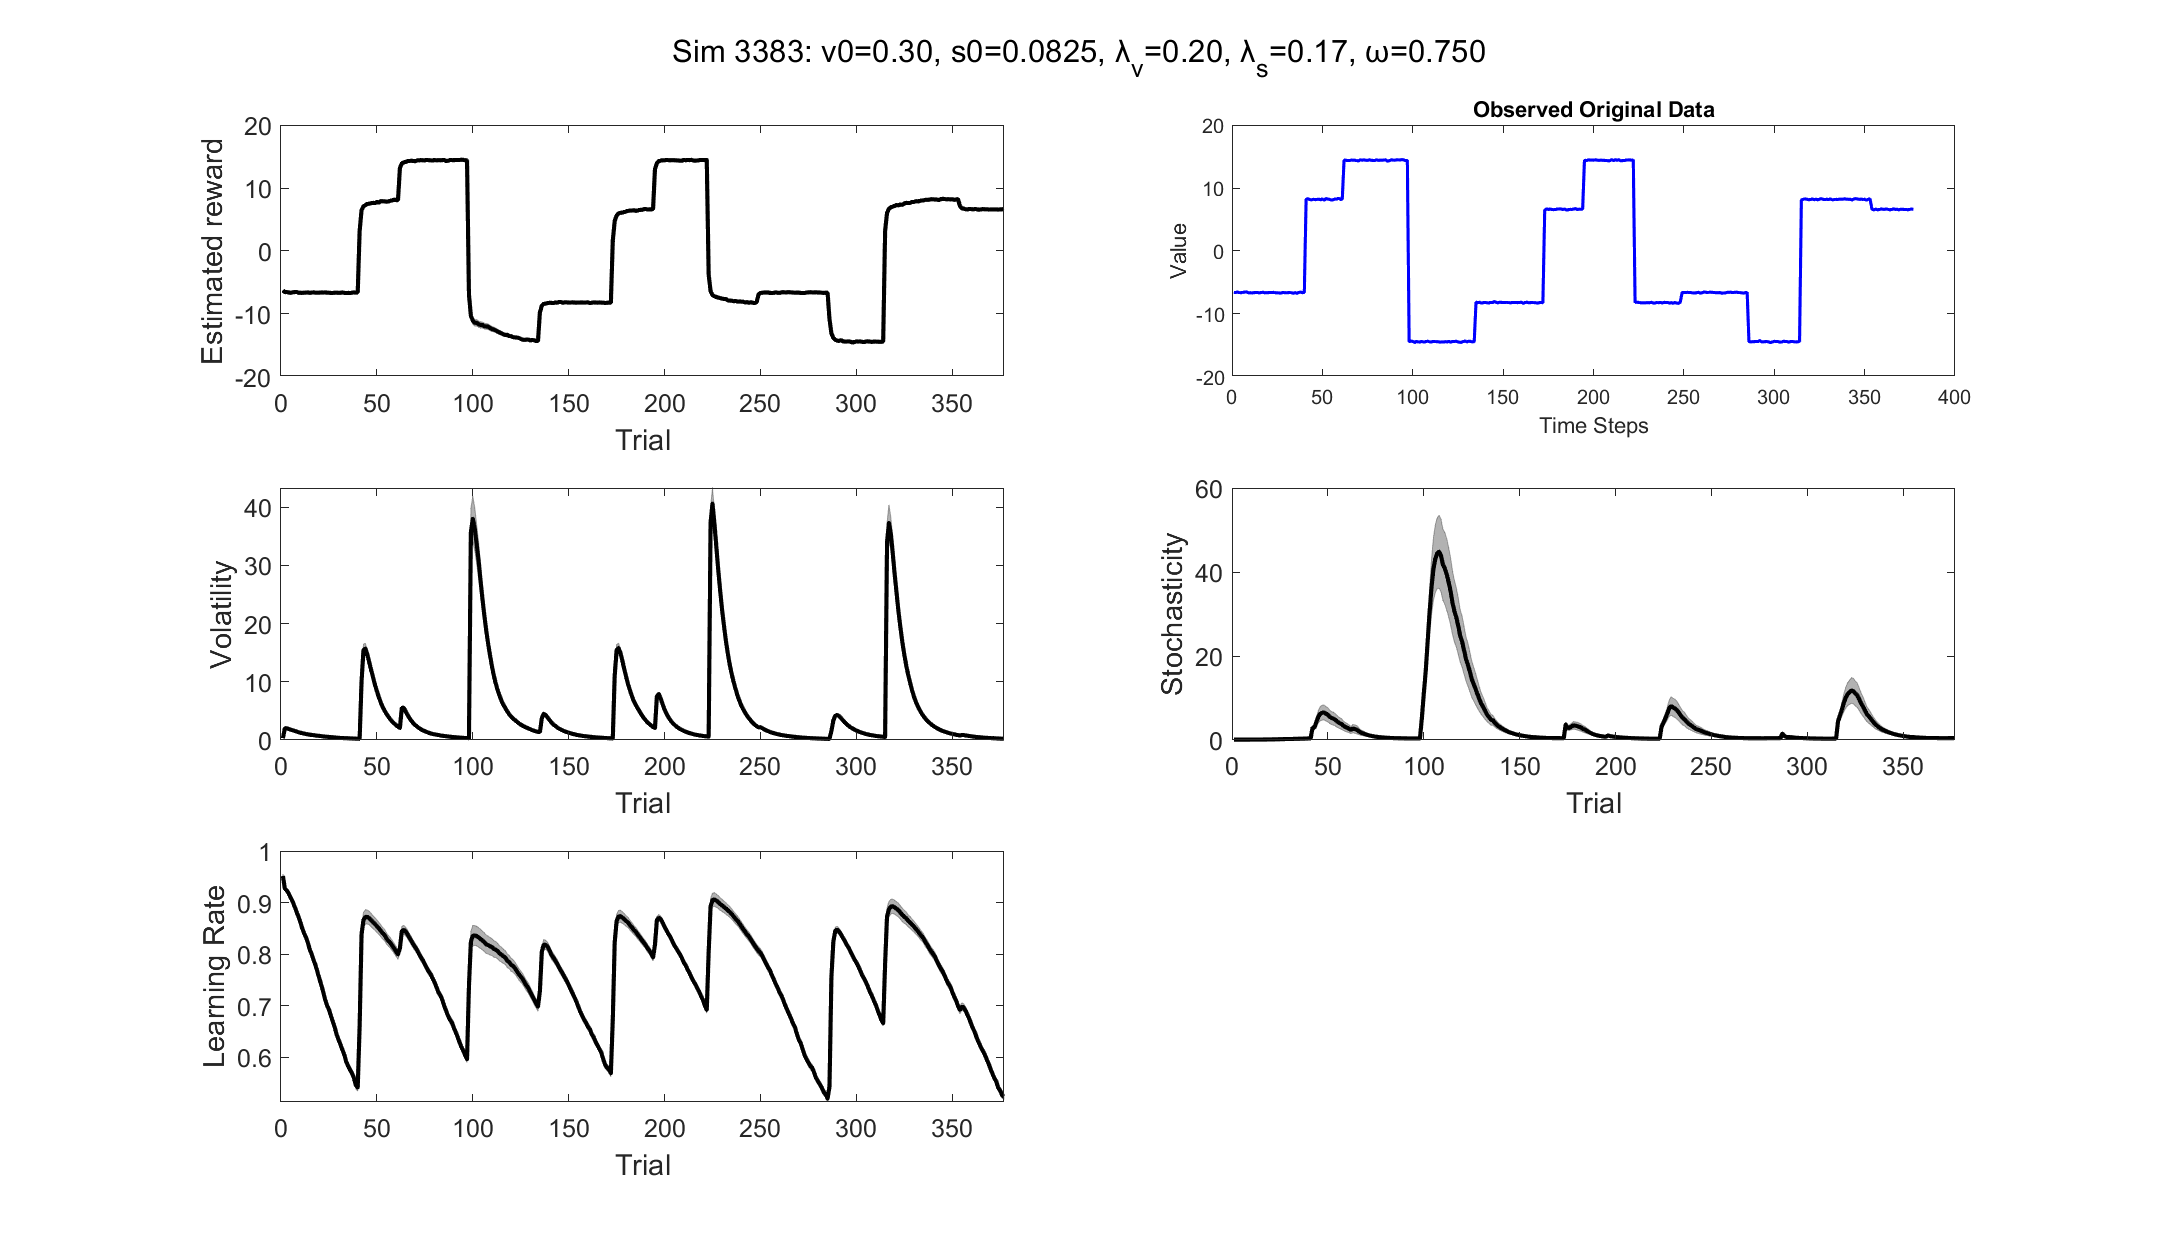 Sim 3383: v0=0.30, s0=0.0825, λv=0.20, λs=0.17, ω=0.750
Estimated reward
20
10
0
-10
-20
0 50 100 150 200 250 300 350
Trial
Observed Original Data
Value
20
10
0
-10
-20
0 50 100 150 200 250 300 350 400
Time Steps
Volatility
40
30
20
10
0
0 50 100 150 200 250 300 350
Trial
Stochasticity
60
40
20
0
0 50 100 150 200 250 300 350
Trial
Learning Rate
1
0.9
0.8
0.7
0.6
0 50 100 150 200 250 300 350
Trial